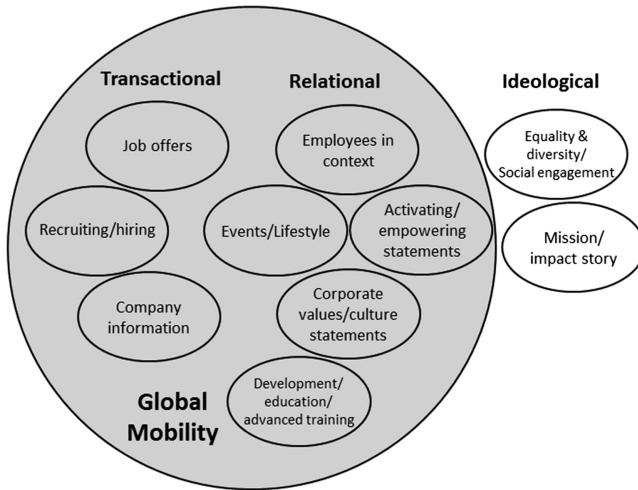 Transactional
Relational
Ideological
Job offers
Employees in
context
Equality &
diversity/
Social engagement
Recruiting/hiring
Events/Lifestyle
Activating/
empowering
statements
Mission/
impact story
Company
information
Corporate
values/culture
statements
Development/
education/
advanced training
Global
Mobility